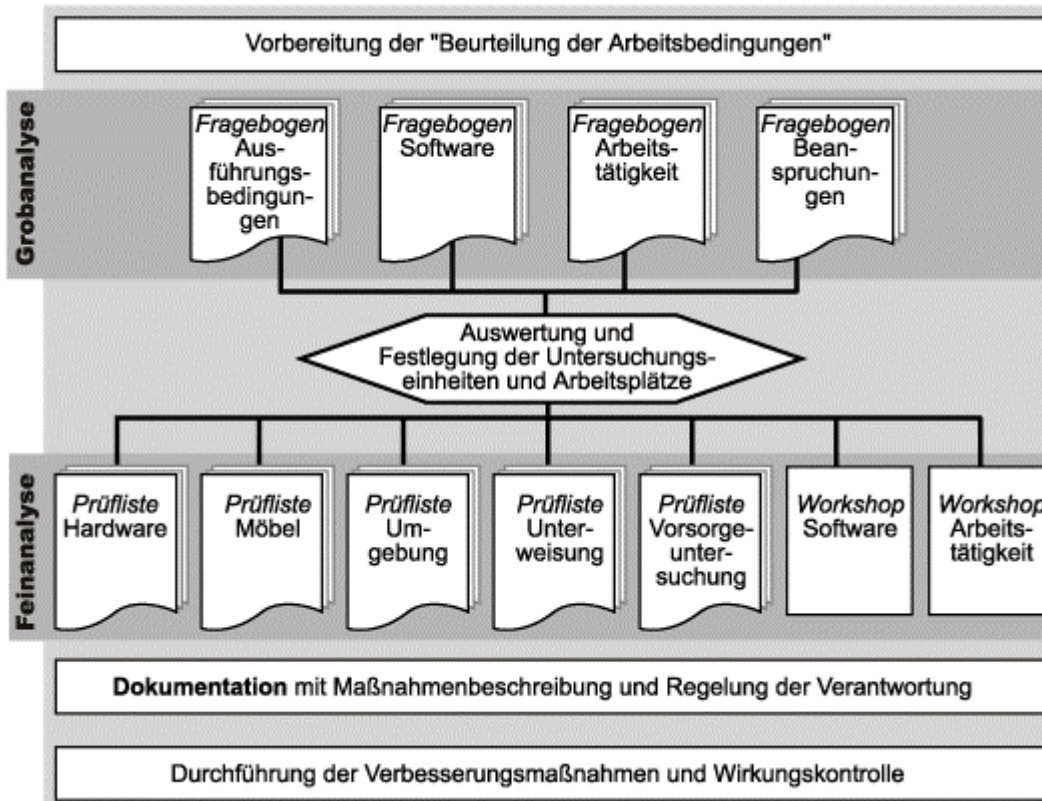 Vorbereitung der "Beurteilung der Arbeitsbedingungen"
Grobanalyse
Fragebogen
Aus-
führungs-
bedingun-
gen
Fragebogen
Software
Fragebogen
Arbeits-
tätigkeit
Fragebogen
Bean-
spruchun-
gen
Auswertung und
Festlegung der Untersuchungs-
einheiten und Arbeitsplätze
Feinanalyse
Prüfliste
Hardware
Prüfliste
Möbel
Prüfliste
Um-
gebung
Prüfliste
Unter-
weisung
Prüfliste
Vorsorge-
unter-
suchung
Workshop
Software
Workshop
Arbeits-
tätigkeit
Dokumentation mit Maßnahmenbeschreibung und Regelung der Verantwortung
Durchführung der Verbesserungsmaßnahmen und Wirkungskontrolle